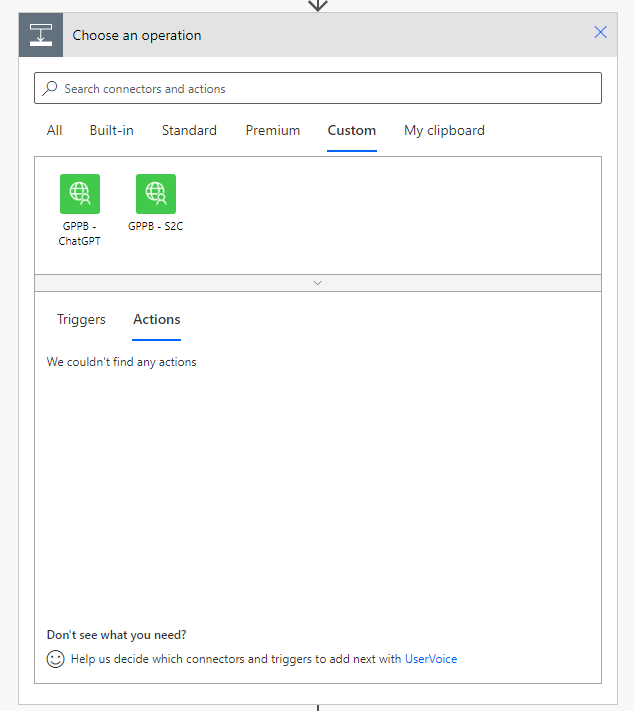 Choose an operation
Search connectors and actions
All Built-in Standard Premium Custom My clipboard
GPPB -
ChatGPT
GPPB - S2C
Triggers Actions
We couldn't find any actions
Don't see what you need?
Help us decide which connectors and triggers to add next with UserVoice